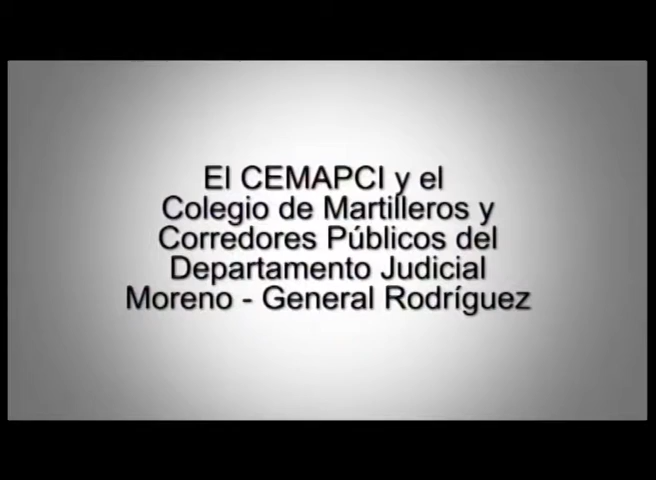 El CEMAPCI y el
Colegio de Martilleros y
Corredores Públicos del
Departamento Judicial
Moreno - General Rodríguez